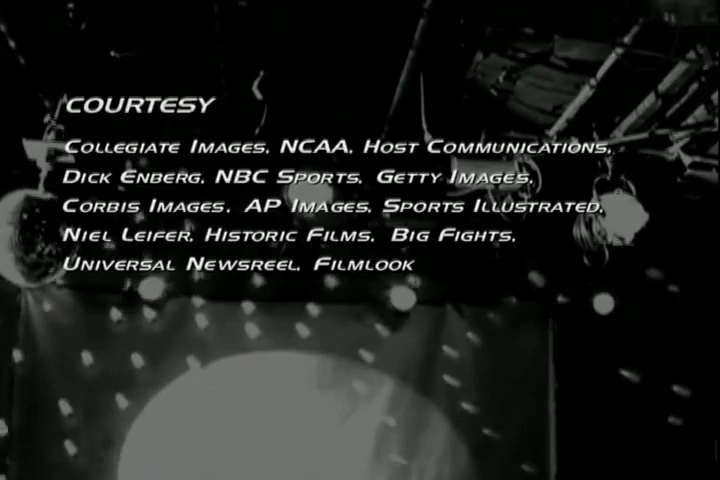 COURTESY
COLLEGIATE IMAGES, NCAA, HOST COMMUNICATIONS,
DICK ENBERG, NBC SPORTS, GETTY IMAGES,
CORBIS IMAGES, AP IMAGES, SPORTS ILLUSTRATED,
NIEL LEIFER, HISTORIC FILMS, BIG FIGHTS,
UNIVERSAL NEWSREEL, FILMLOOK